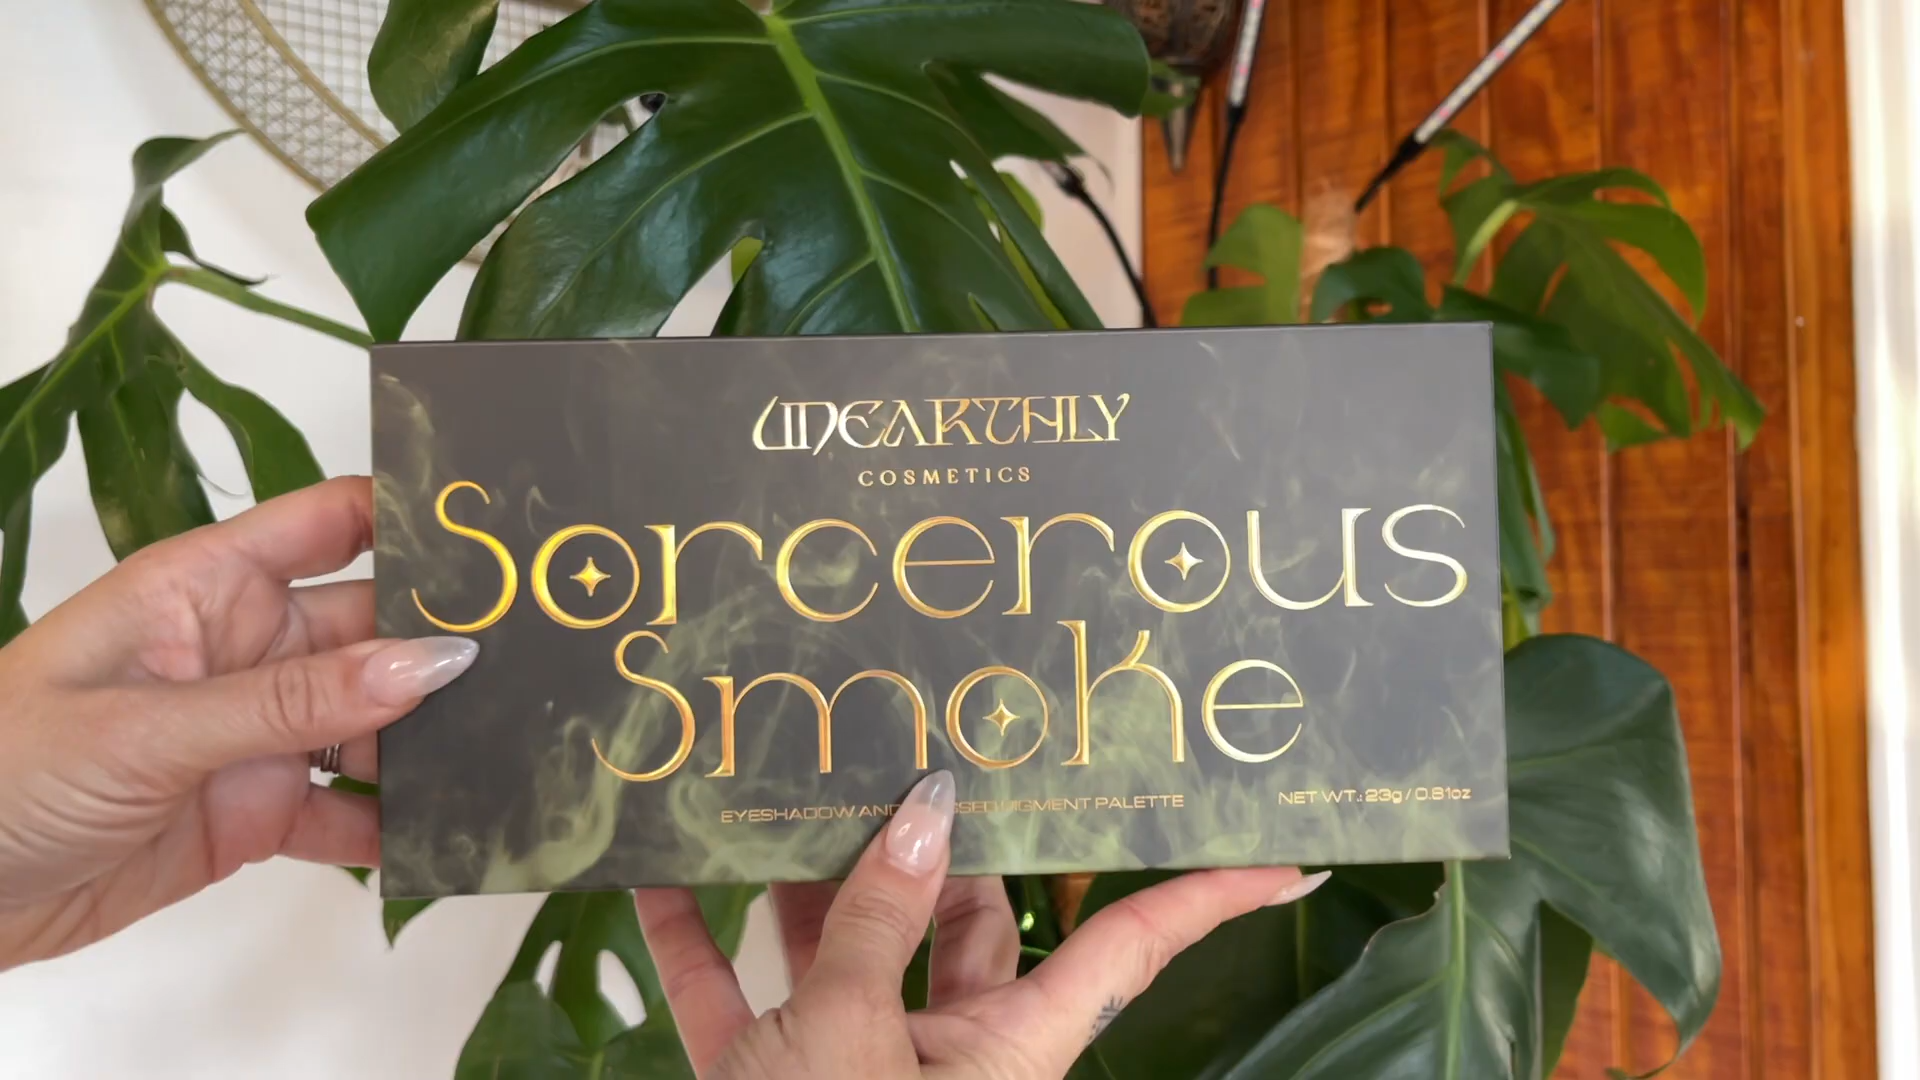 UNEARTHLY
COSMETICS
Sorcerous
Smoke
EYESHADOW AND PIGMENT PALETTE
NET WT.: 23g / 0.81oz